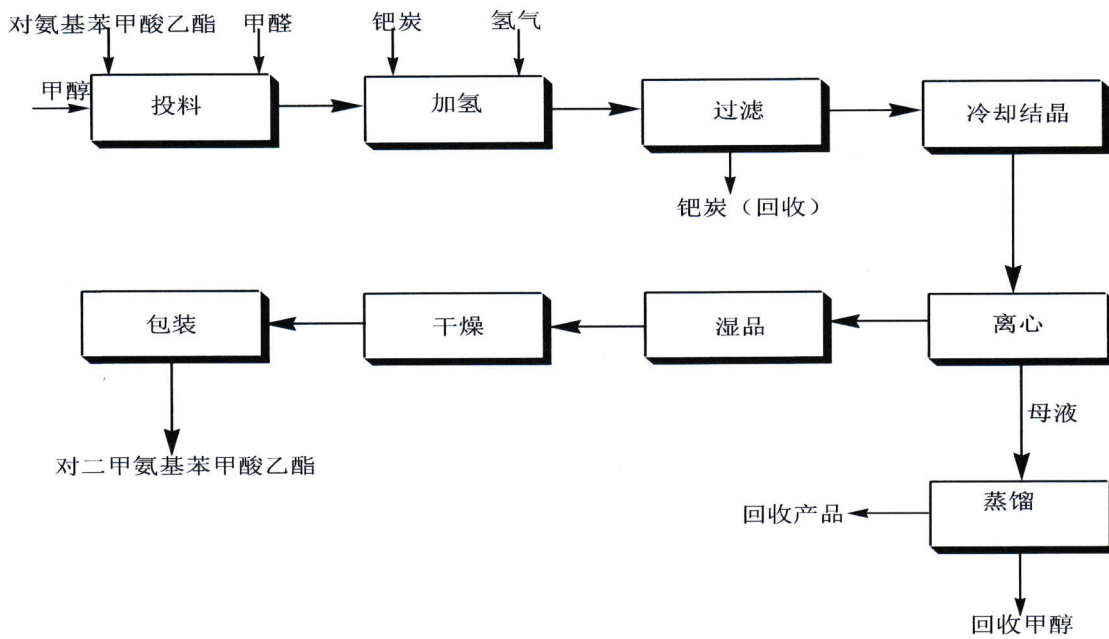 对氨基苯甲酸乙酯
甲醛
钯炭
氢气
甲醇
投料
加氢
过滤
冷却结晶
钯炭（回收）
包装
干燥
湿品
离心
母液
对二甲氨基苯甲酸乙酯
蒸馏
回收产品
回收甲醇